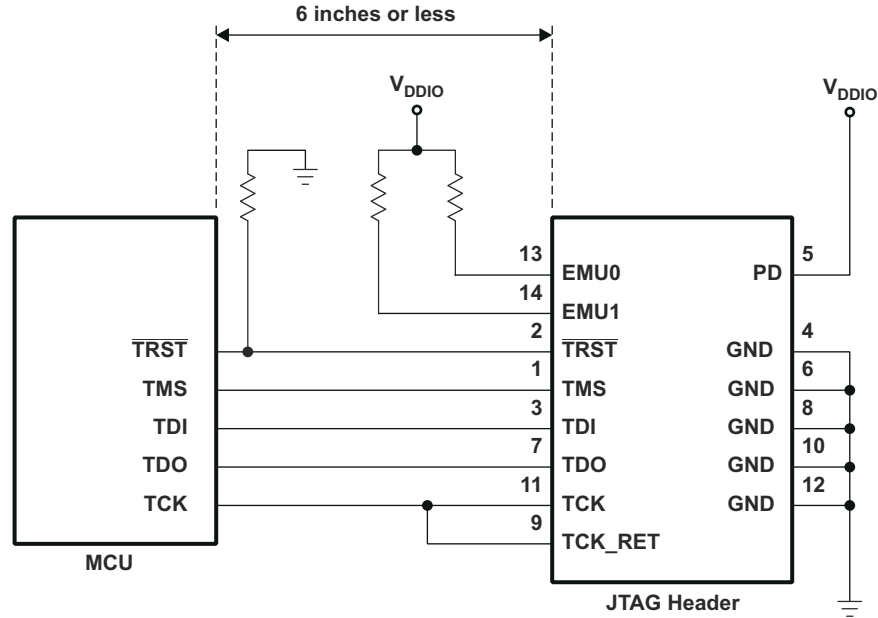 6 inches or less
V_DDIO
V_DDIO
13
EMU0
5
PD
14
EMU1
TRST
2
TRST
4
GND
TMS
1
TMS
6
GND
TDI
3
TDI
8
GND
TDO
7
TDO
10
GND
TCK
11
TCK
12
GND
9
TCK_RET
MCU
JTAG Header